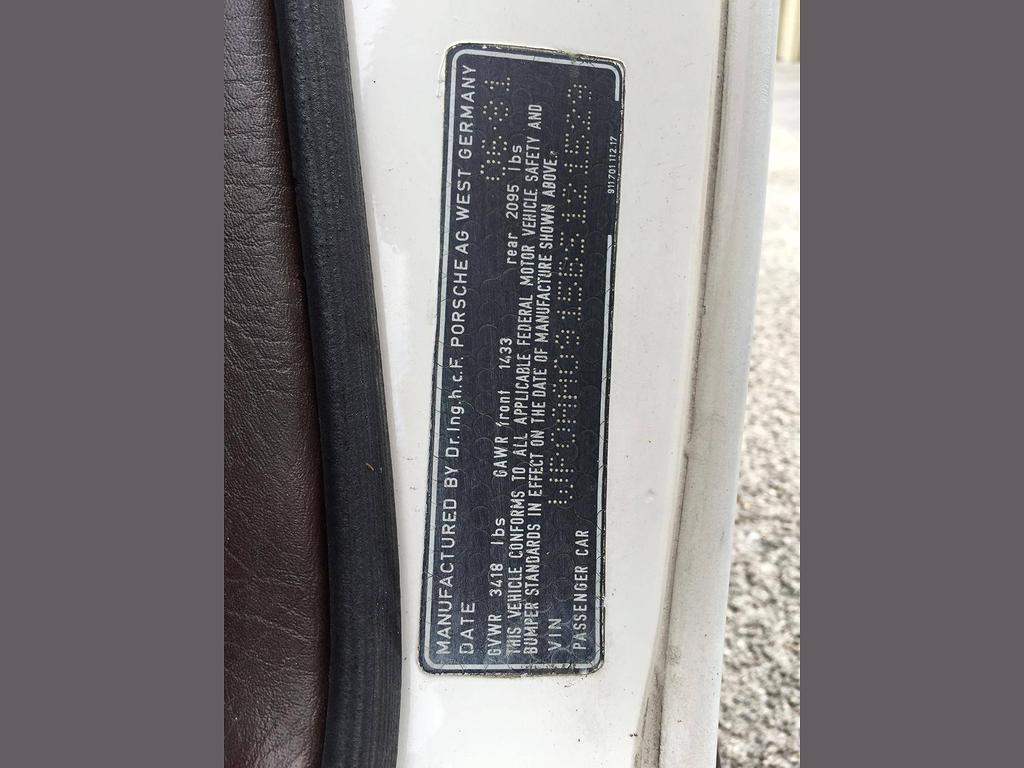 MANUFACTURED BY Dr.Ing.h.c.F. PORSCHE AG WEST GERMANY
DATE
GVWR 3418 lbs GAWR front 1433 rear 2095 lbs
THIS VEHICLE CONFORMS TO ALL APPLICABLE FEDERAL MOTOR VEHICLE SAFETY AND
BUMPER STANDARDS IN EFFECT ON THE DATE OF MANUFACTURE SHOWN ABOVE.
VIN WP0AA0915BS121529
PASSENGER CAR
911.701.112.17